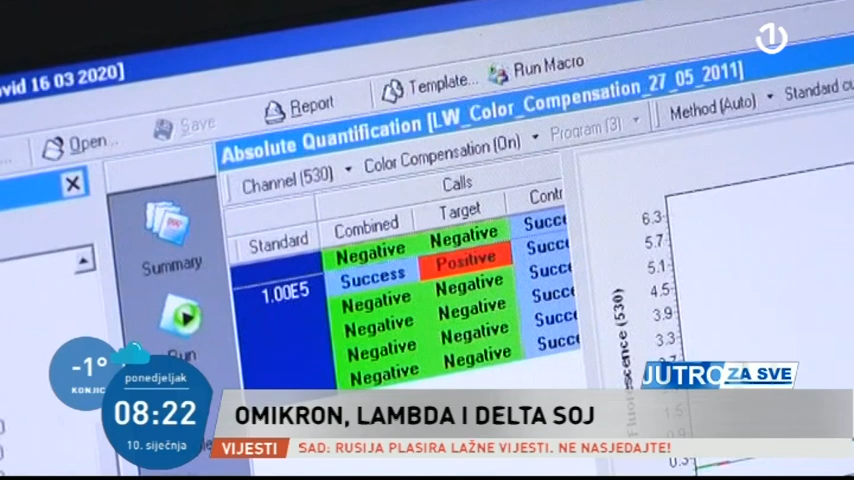 1
vid 16 03 2020]
Template...
Run Macro
Report
Save
Open...
Absolute Quantification [LW_Color_Compensation_27_05_2011]
Channel (530)
Color Compensation (On)
Program (3)
Method (Auto)
Standard cu
Calls
Standard
Combined
Target
Contr
Negative Negative Succe
1.00E5 Success Positive Succe
Negative Negative Succe
Negative Negative Succe
Negative Negative Succe
Negative Negative Succe
Summary
Run
6.3
5.7
5.1
4.5
3.9
3.3
Fluorescence (530)
-1°
KONJIC
ponedjeljak
08:22
10. siječnja
JUTRO ZA SVE
OMIKRON, LAMBDA I DELTA SOJ
VIJESTI SAD: RUSIJA PLASIRA LAŽNE VIJESTI. NE NASJEDAJTE!